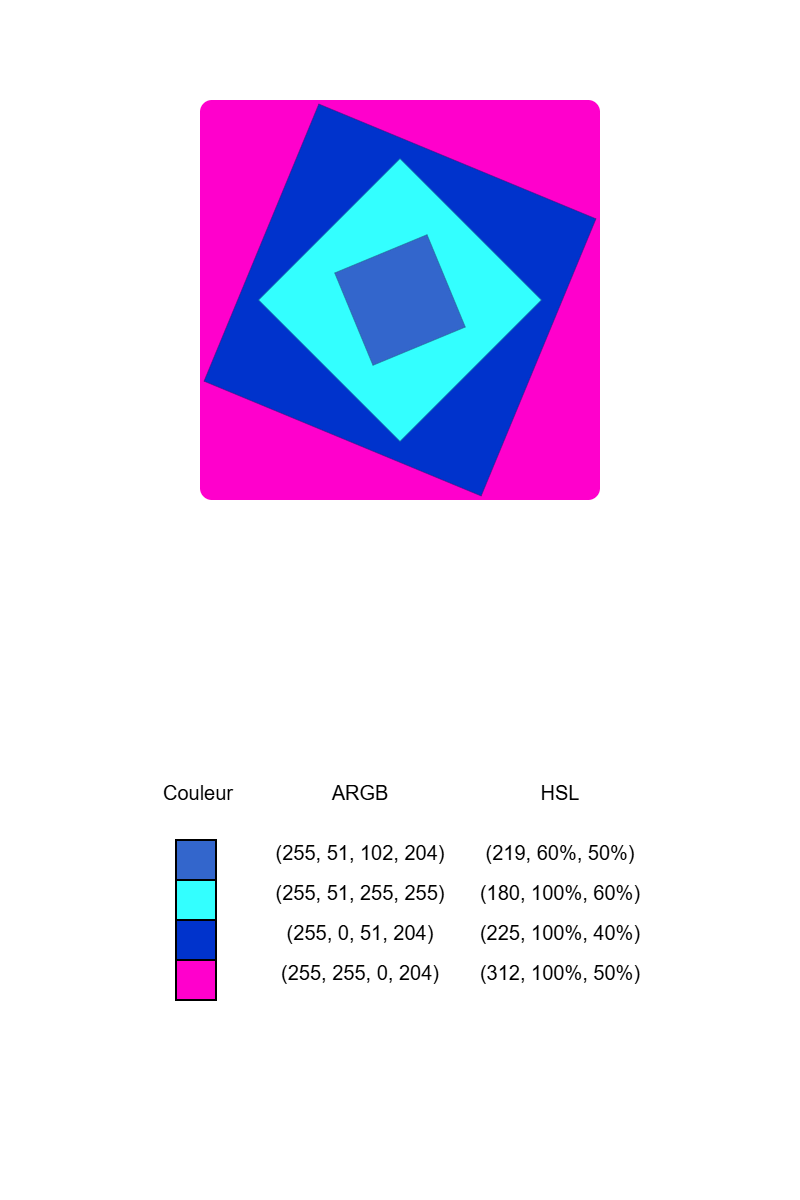 Couleur ARGB HSL
(255, 51, 102, 204) (219, 60%, 50%)
(255, 51, 255, 255) (180, 100%, 60%)
(255, 0, 51, 204) (225, 100%, 40%)
(255, 255, 0, 204) (312, 100%, 50%)